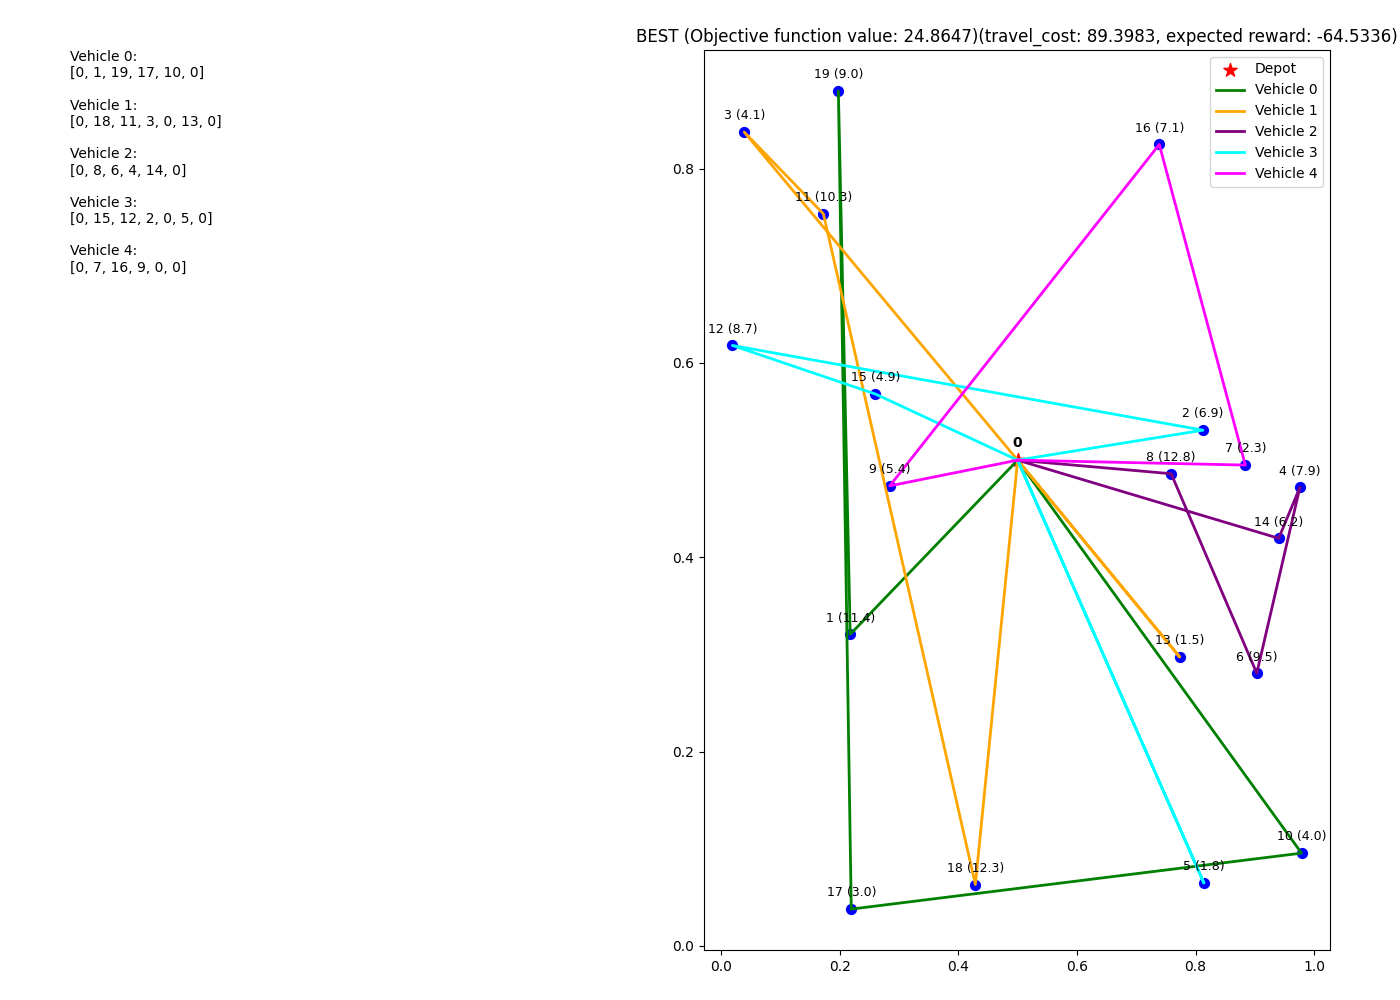 BEST (Objective function value: 24.8647)(travel_cost: 89.3983, expected reward: -64.5336)
Vehicle 0:
[0, 1, 19, 17, 10, 0]
Vehicle 1:
[0, 18, 11, 3, 0, 13, 0]
Vehicle 2:
[0, 8, 6, 4, 14, 0]
Vehicle 3:
[0, 15, 12, 2, 0, 5, 0]
Vehicle 4:
[0, 7, 16, 9, 0, 0]
Depot
Vehicle 0
Vehicle 1
Vehicle 2
Vehicle 3
Vehicle 4
19 (9.0)
3 (4.1)
16 (7.1)
11 (10.3)
12 (8.7)
15 (4.9)
2 (6.9)
0
7 (2.3)
8 (12.8)
9 (5.4)
4 (7.9)
14 (6.2)
1 (11.4)
13 (1.5)
6 (9.5)
10 (4.0)
18 (12.3)
5 (1.8)
17 (3.0)
0.8
0.6
0.4
0.2
0.0
0.0
0.2
0.4
0.6
0.8
1.0